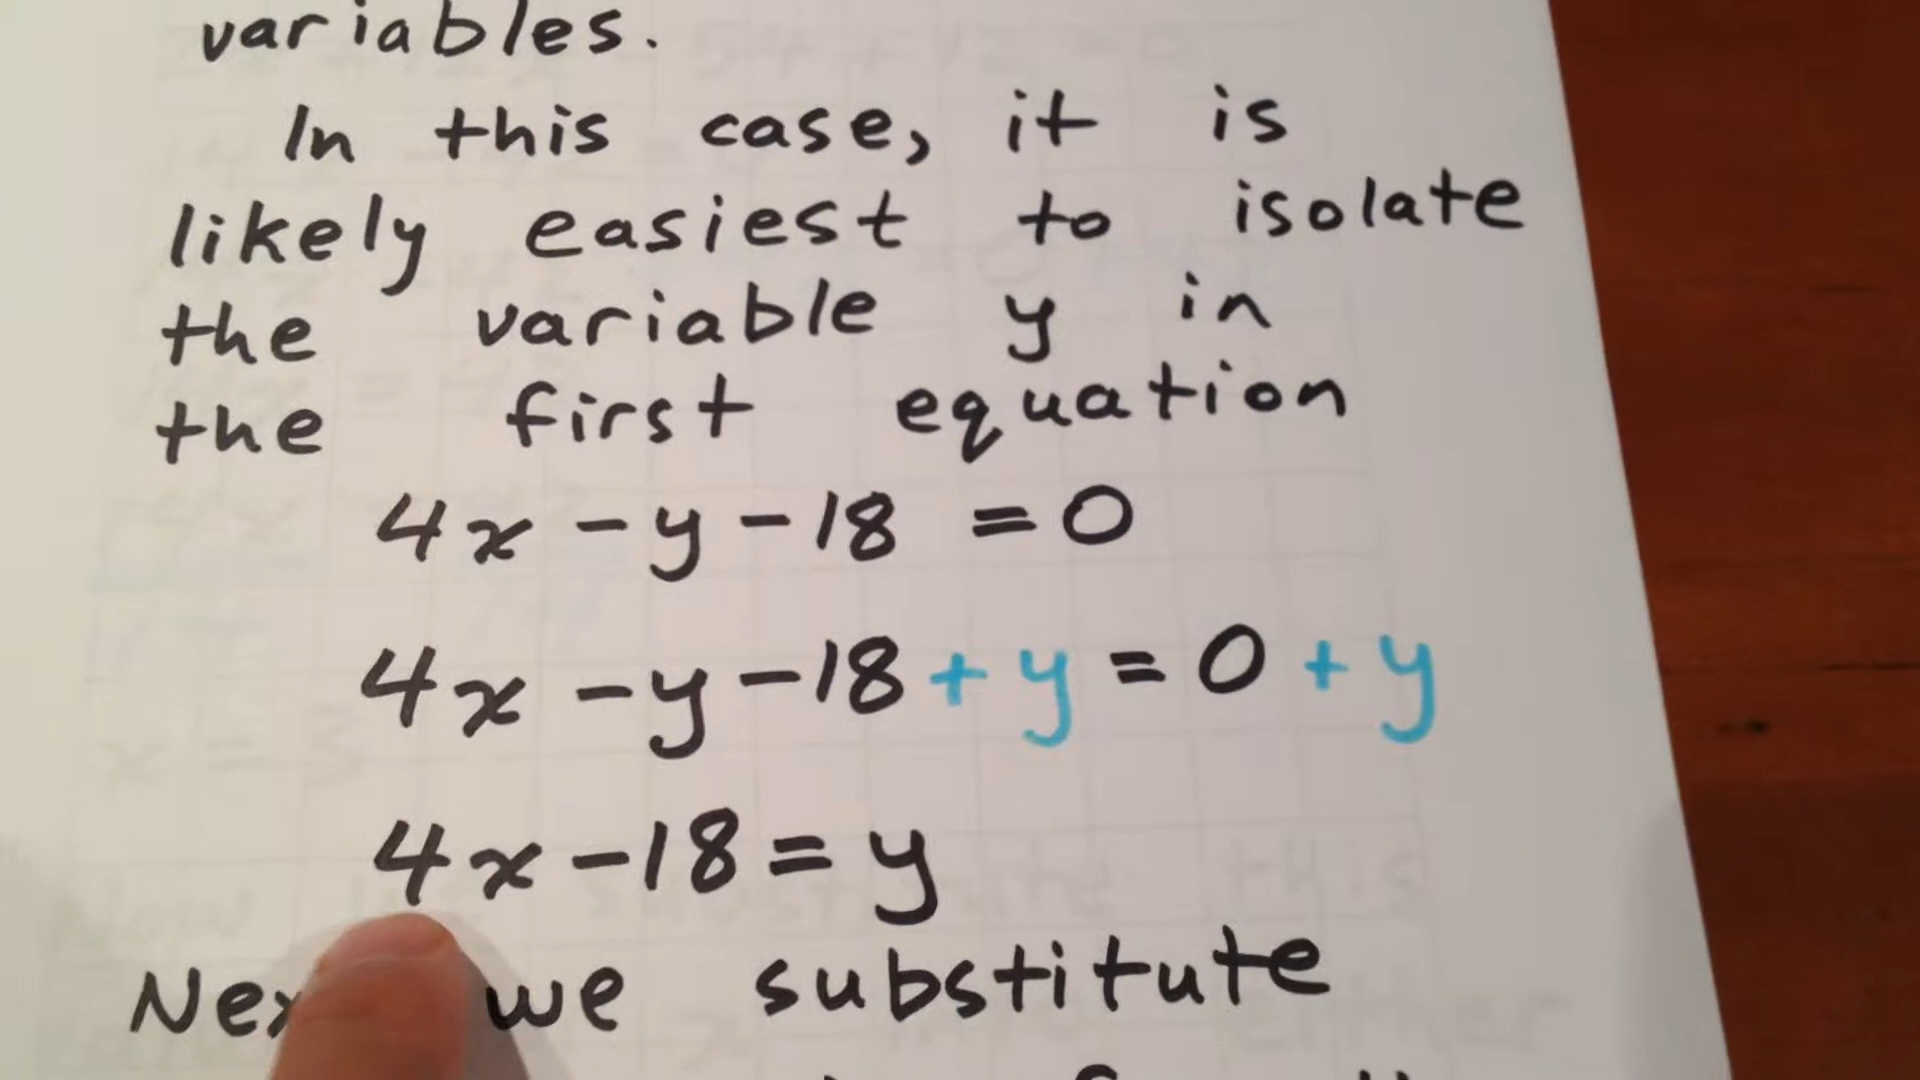 variables.
In this case, it is
likely easiest to isolate
the variable y in
the first equation
4x - y - 18 = 0
4x - y - 18 + y = 0 + y
4x - 18 = y
we substitute